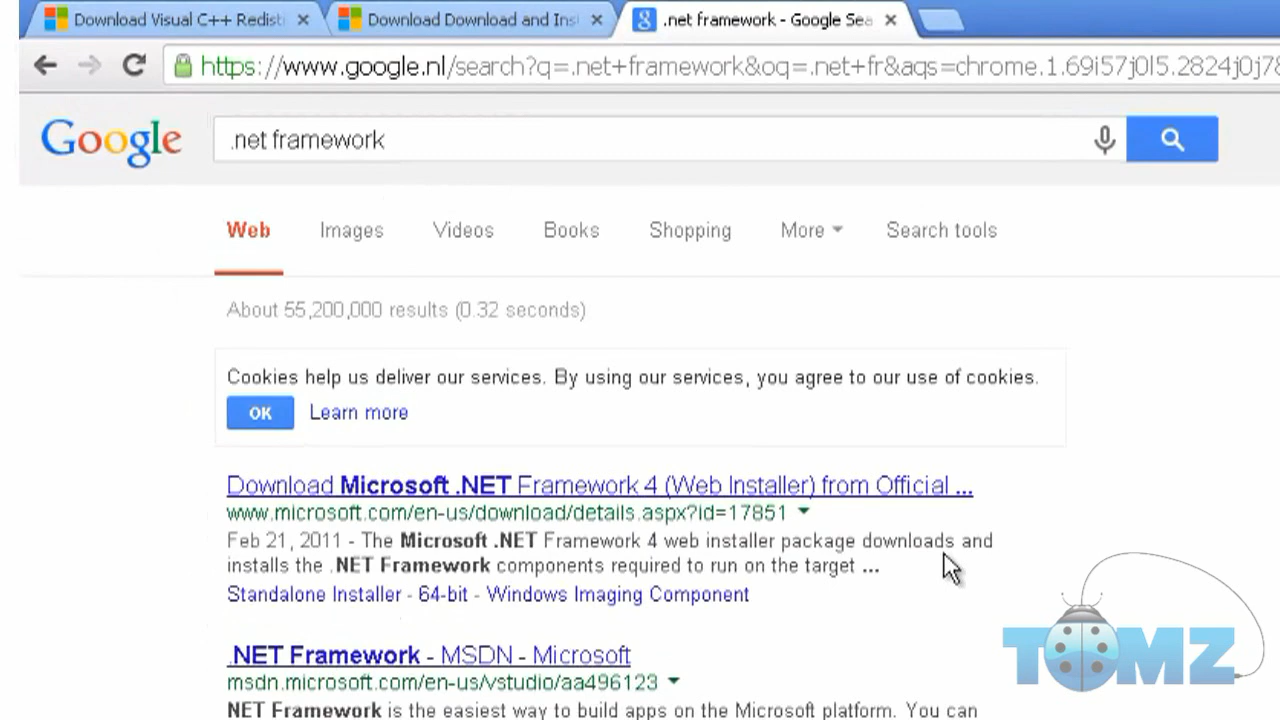 Download Visual C++ Redisti
Download Download and Inst
.net framework - Google Sea
https://www.google.nl/search?q=.net+framework&oq=.net+fr&aqs=chrome.1.69i57j0l5.2824j0j78
Google
.net framework
Web Images Videos Books Shopping More Search tools
About 55,200,000 results (0.32 seconds)
Cookies help us deliver our services. By using our services, you agree to our use of cookies.
OK Learn more
Download Microsoft .NET Framework 4 (Web Installer) from Official ...
www.microsoft.com/en-us/download/details.aspx?id=17851
Feb 21, 2011 - The Microsoft .NET Framework 4 web installer package downloads and
installs the .NET Framework components required to run on the target ...
Standalone Installer - 64-bit - Windows Imaging Component
.NET Framework - MSDN - Microsoft
msdn.microsoft.com/en-us/vstudio/aa496123
NET Framework is the easiest way to build apps on the Microsoft platform. You can
TOMZ